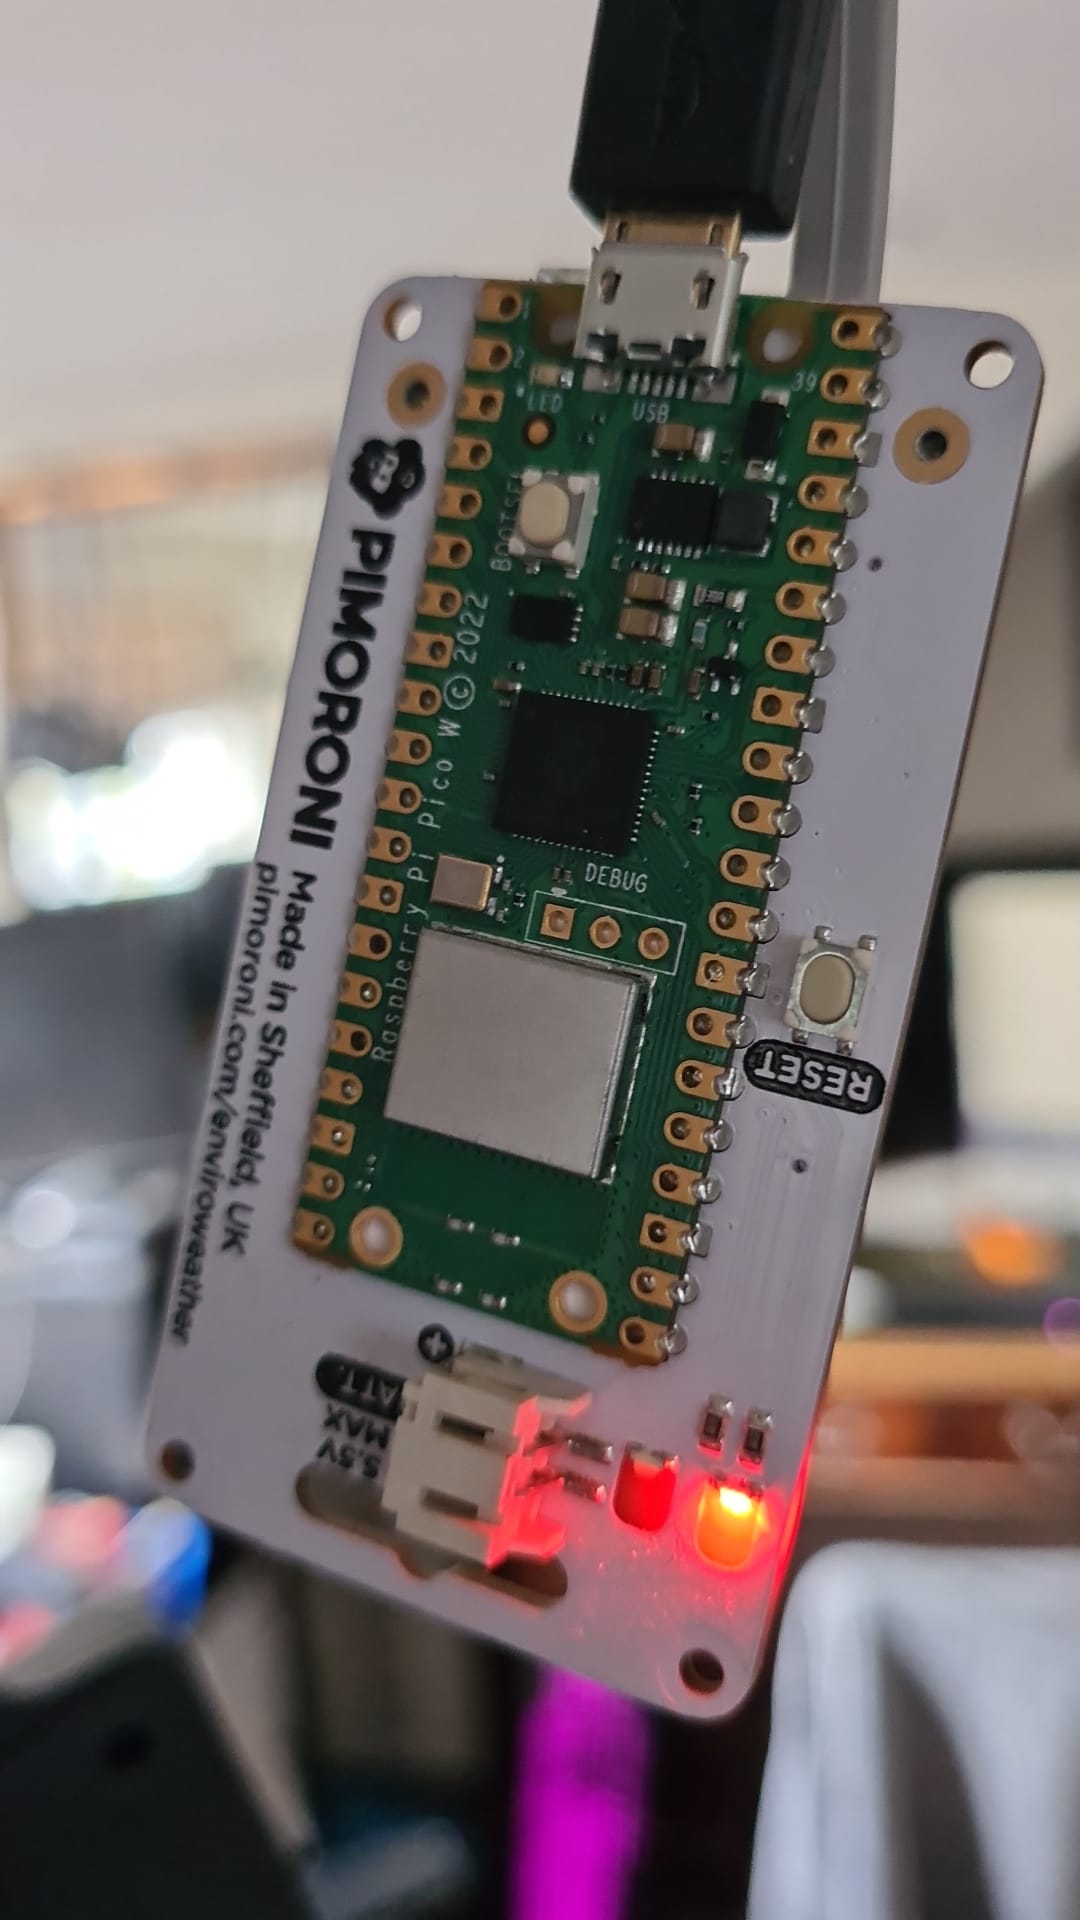 1
2
39
LED
USB
BOOTSEL
Raspberry Pi Pico W © 2022
DEBUG
PIMORONI Made in Sheffield, UK
pimoroni.com/enviroweather
RESET
+
BATT.
MAX
5.5V